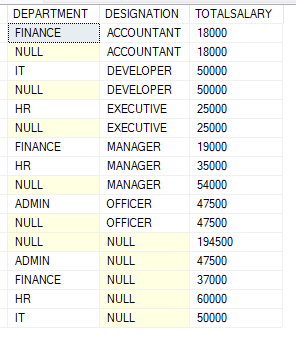 DEPARTMENT DESIGNATION TOTALSALARY
FINANCE ACCOUNTANT 18000
NULL ACCOUNTANT 18000
IT DEVELOPER 50000
NULL DEVELOPER 50000
HR EXECUTIVE 25000
NULL EXECUTIVE 25000
FINANCE MANAGER 19000
HR MANAGER 35000
NULL MANAGER 54000
ADMIN OFFICER 47500
NULL OFFICER 47500
NULL NULL 194500
ADMIN NULL 47500
FINANCE NULL 37000
HR NULL 60000
IT NULL 50000